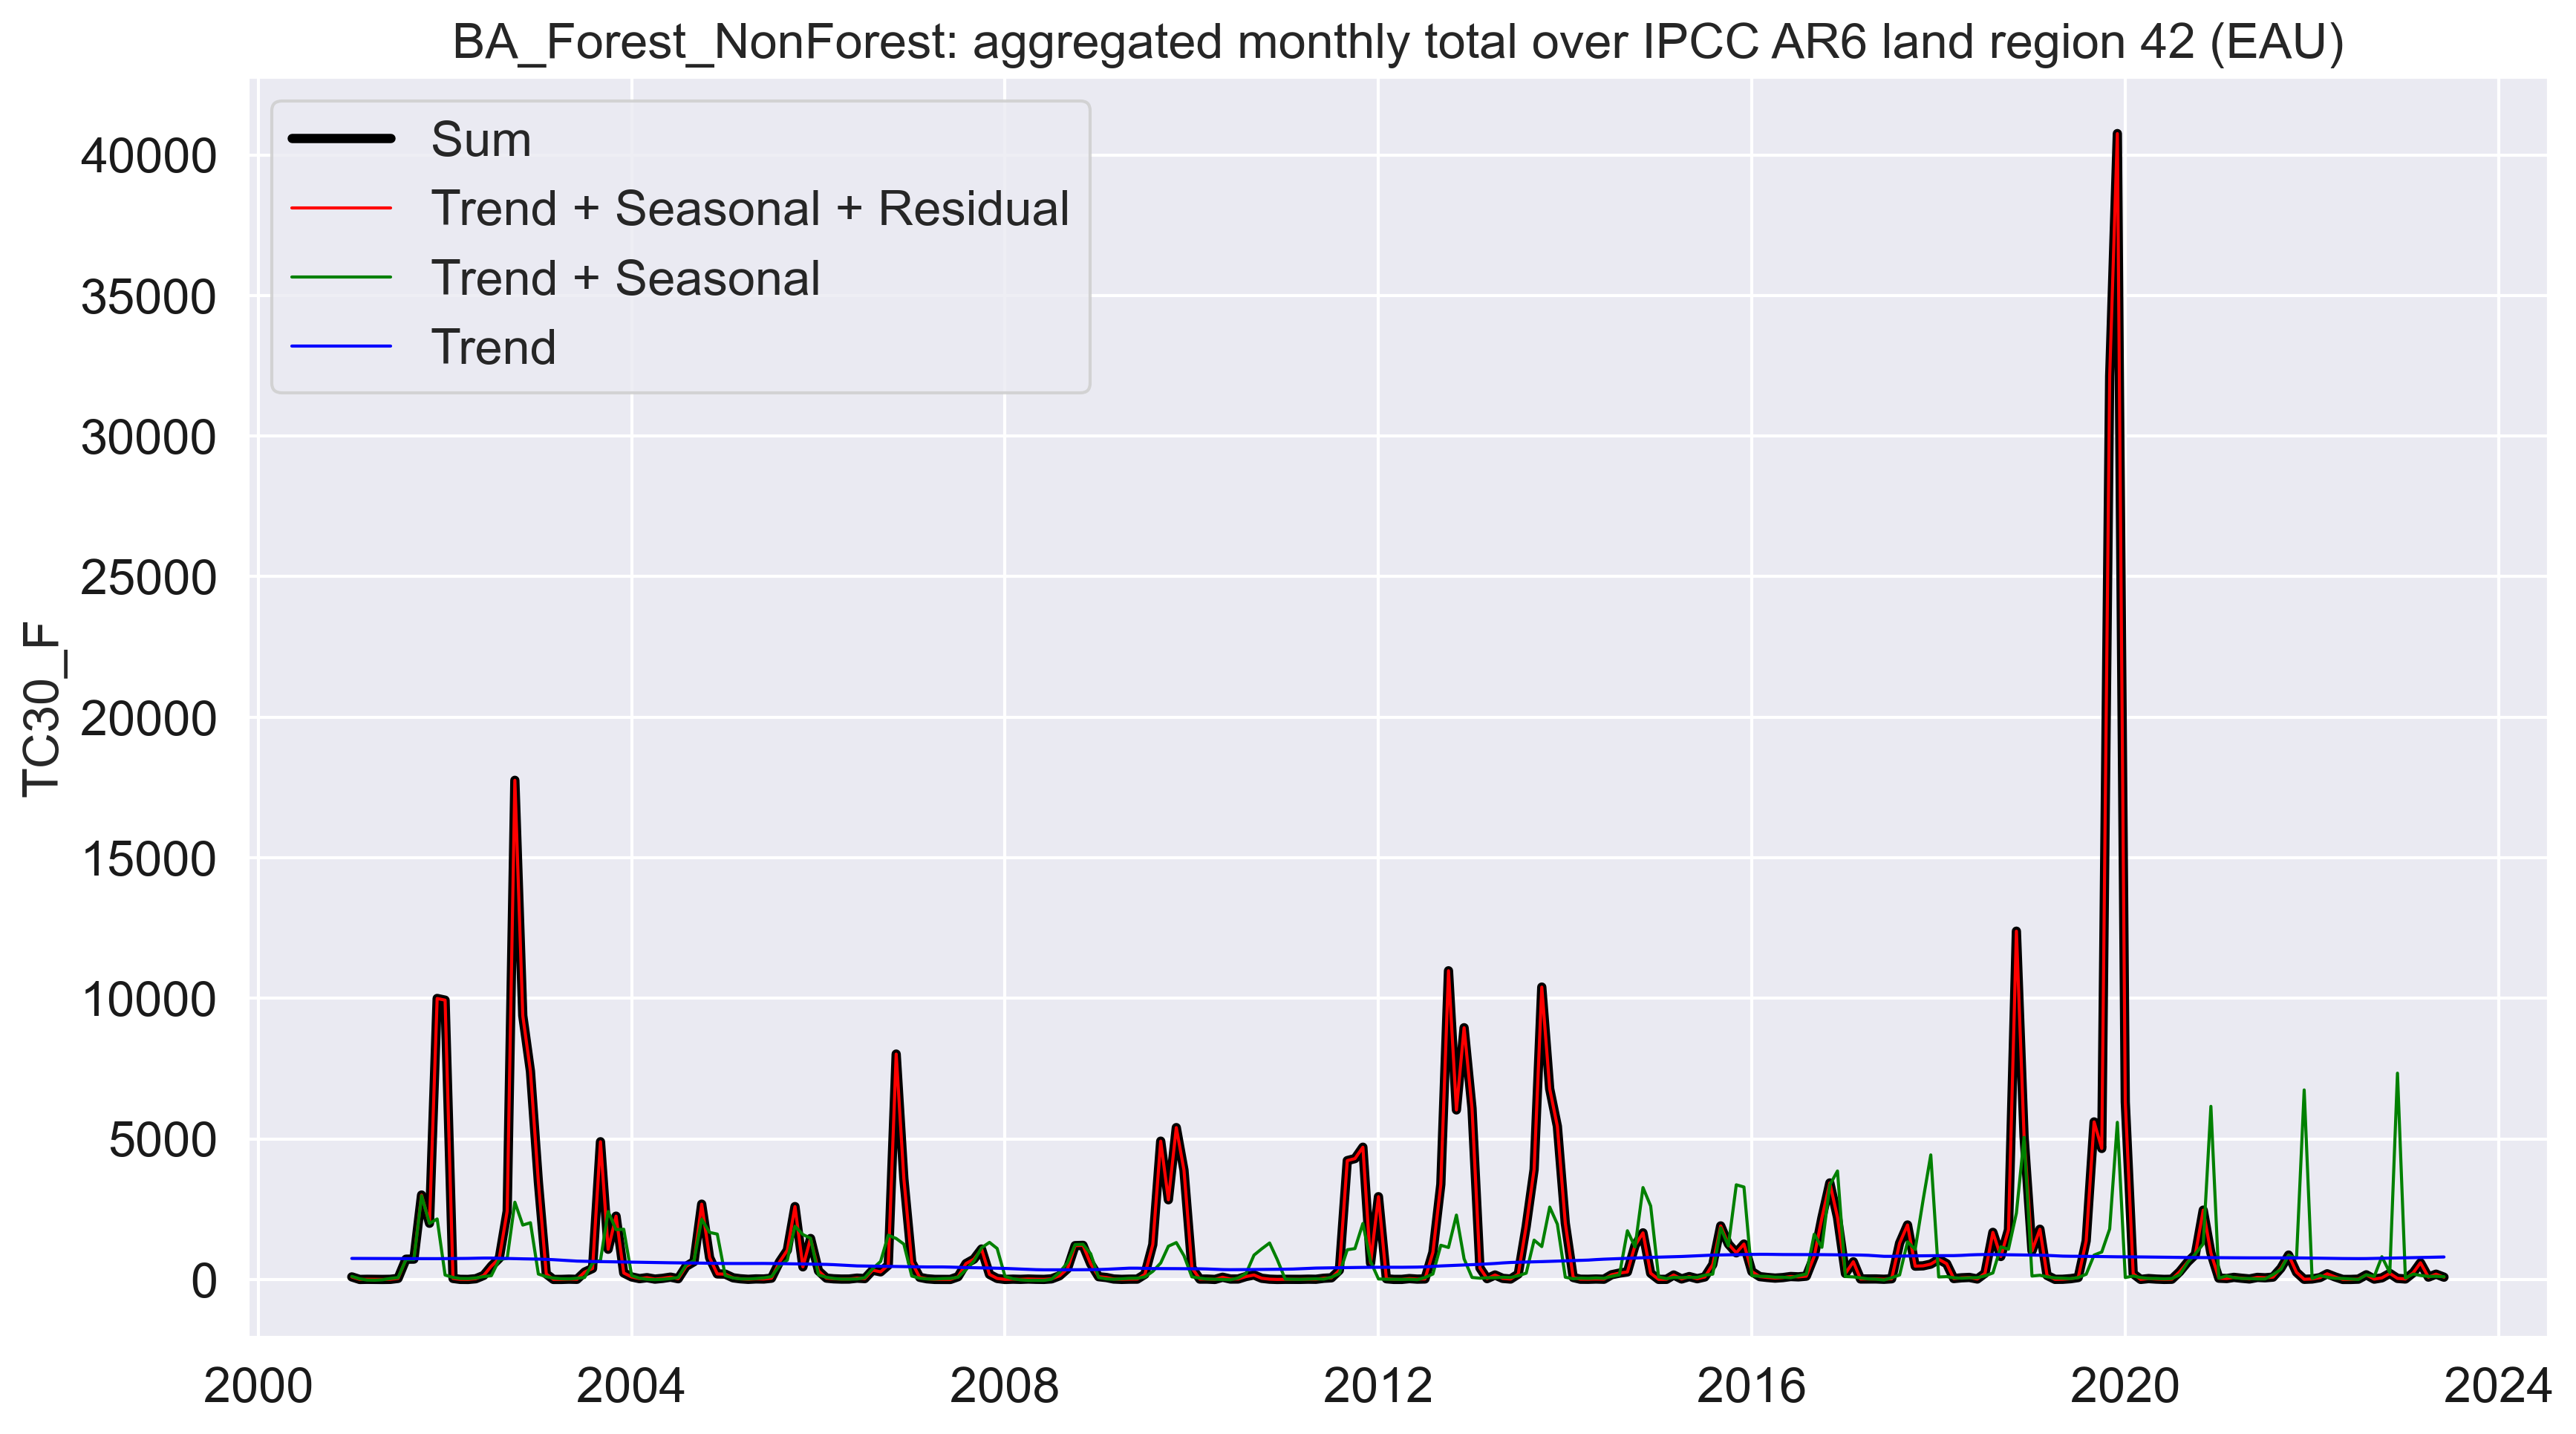 BA_Forest_NonForest: aggregated monthly total over IPCC AR6 land region 42 (EAU)
Sum
Trend + Seasonal + Residual
Trend + Seasonal
Trend
TC30_F
40000
35000
30000
25000
20000
15000
10000
5000
0
2000 2004 2008 2012 2016 2020 2024